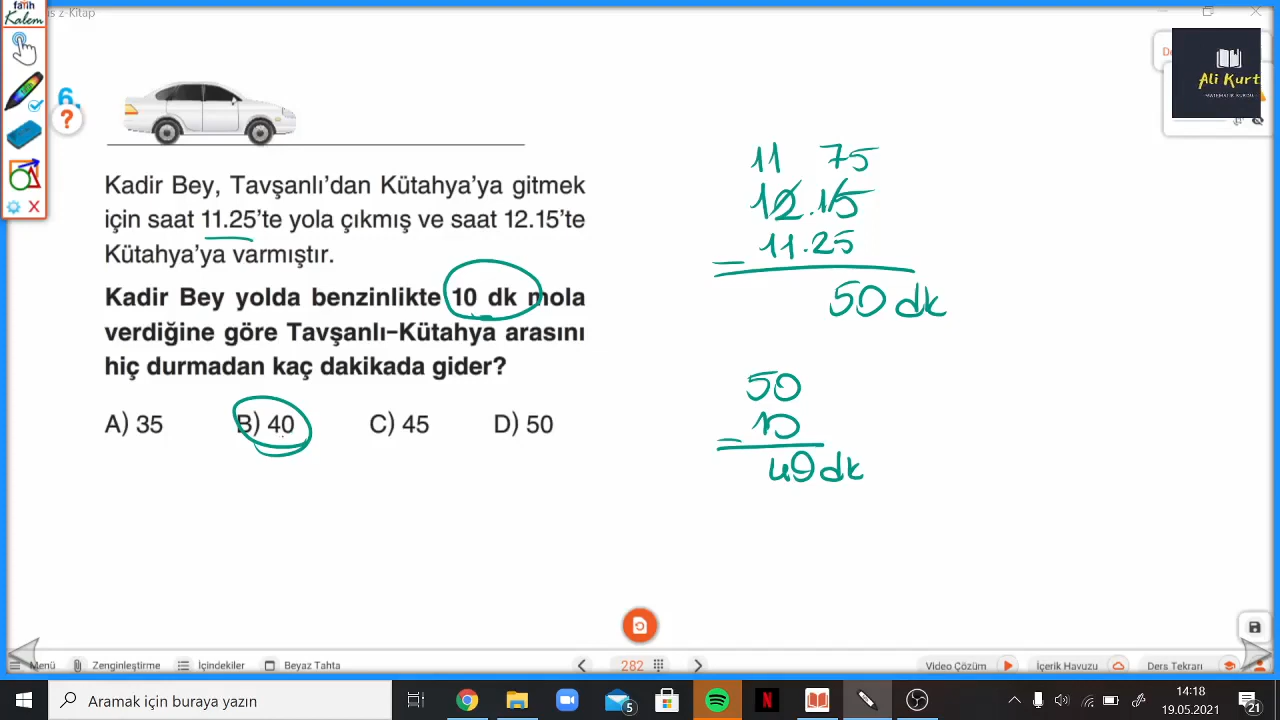 fatih
Kalem
z-Kitap
Ali Kurt
MATEMATİK KURDU
6.
?
Kadir Bey, Tavşanlı'dan Kütahya'ya gitmek
için saat 11.25'te yola çıkmış ve saat 12.15'te
Kütahya'ya varmıştır.
Kadir Bey yolda benzinlikte 10 dk mola
verdiğine göre Tavşanlı–Kütahya arasını
hiç durmadan kaç dakikada gider?
A) 35 B) 40 C) 45 D) 50
11 75
12.15
11.25
50 dk
50
10
40 dk
Menü Zenginleştirme İçindekiler Beyaz Tahta 282 Video Çözüm İçerik Havuzu Ders Tekrarı
Aramak için buraya yazın
5
14:18
19.05.2021
21